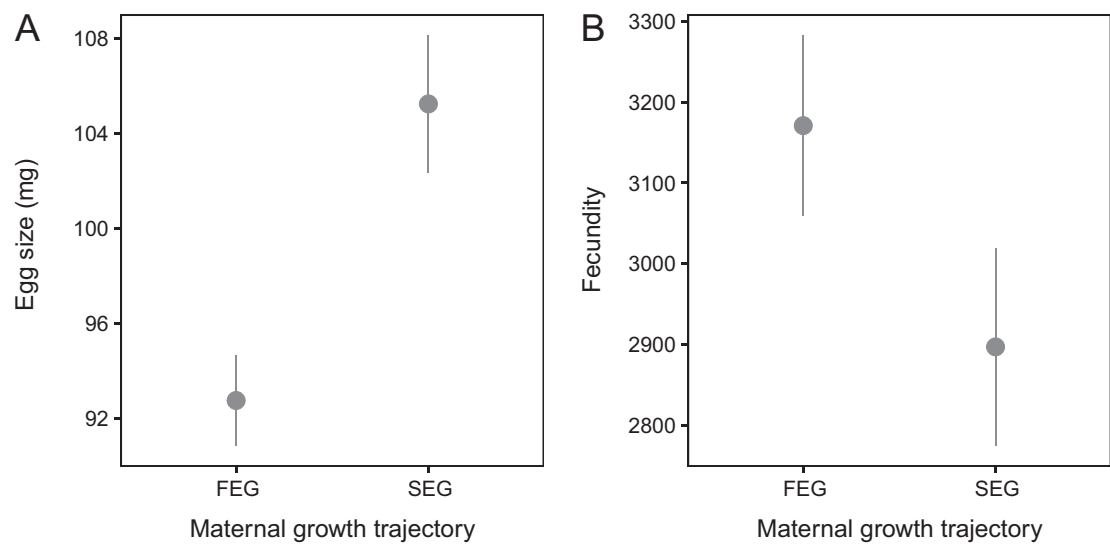 A
108
104
100
96
92
Egg size (mg)
FEG SEG
Maternal growth trajectory
B
3300
3200
3100
3000
2900
2800
Fecundity
FEG SEG
Maternal growth trajectory